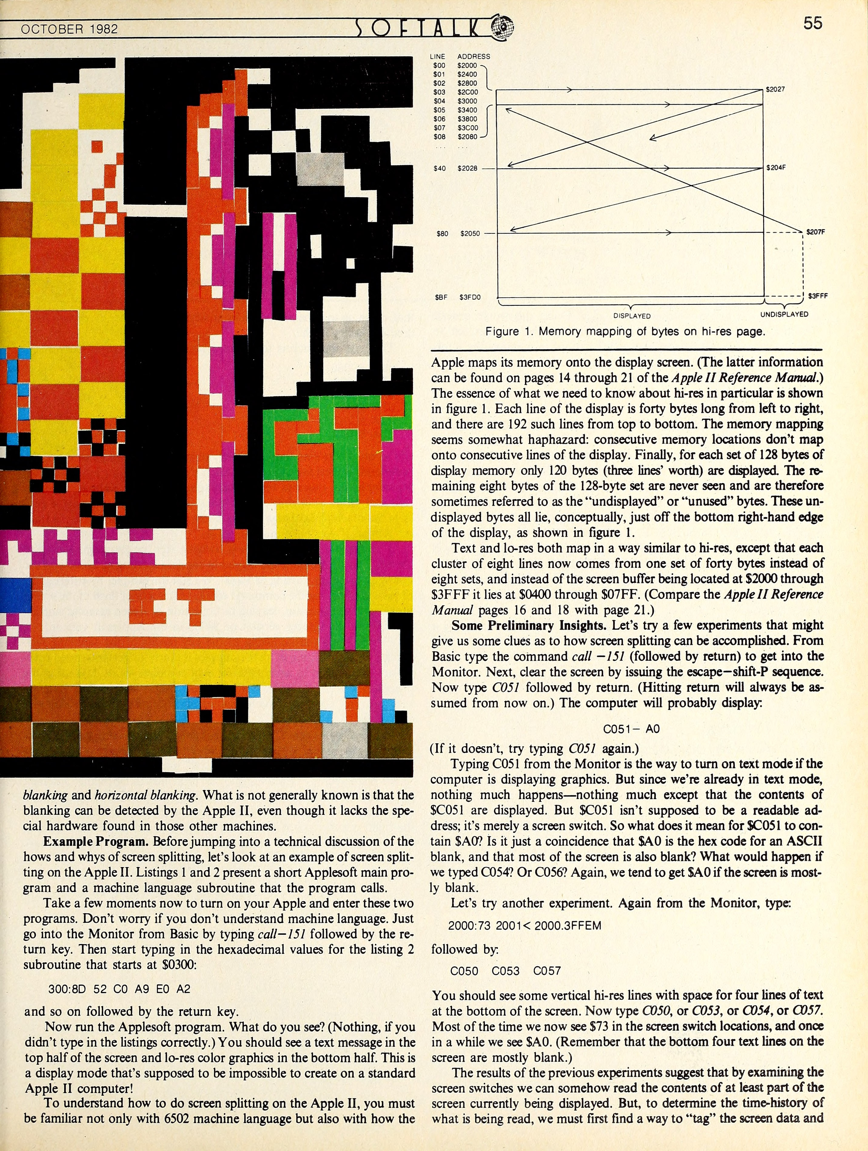 OCTOBER 1982
SOFTALK
55
LINE ADDRESS
$00 $2000
$01 $2400
$02 $2800
$03 $2C00
$04 $3000
$05 $3400
$06 $3800
$07 $3C00
$08 $2080
$40 $2028
$80 $2050
$BF $3FD0
$2027
$204F
$207F
$3FFF
DISPLAYED
UNDISPLAYED
Figure 1. Memory mapping of bytes on hi-res page.
CT
blanking and horizontal blanking. What is not generally known is that the
blanking can be detected by the Apple II, even though it lacks the spe-
cial hardware found in those other machines.
Example Program. Before jumping into a technical discussion of the
hows and whys of screen splitting, let's look at an example of screen split-
ting on the Apple II. Listings 1 and 2 present a short Applesoft main pro-
gram and a machine language subroutine that the program calls.
Take a few moments now to turn on your Apple and enter these two
programs. Don't worry if you don't understand machine language. Just
go into the Monitor from Basic by typing call−151 followed by the re-
turn key. Then start typing in the hexadecimal values for the listing 2
subroutine that starts at $0300:
300:8D 52 C0 A9 E0 A2
and so on followed by the return key.
Now run the Applesoft program. What do you see? (Nothing, if you
didn't type in the listings correctly.) You should see a text message in the
top half of the screen and lo-res color graphics in the bottom half. This is
a display mode that's supposed to be impossible to create on a standard
Apple II computer!
To understand how to do screen splitting on the Apple II, you must
be familiar not only with 6502 machine language but also with how the
Apple maps its memory onto the display screen. (The latter information
can be found on pages 14 through 21 of the Apple II Reference Manual.)
The essence of what we need to know about hi-res in particular is shown
in figure 1. Each line of the display is forty bytes long from left to right,
and there are 192 such lines from top to bottom. The memory mapping
seems somewhat haphazard: consecutive memory locations don't map
onto consecutive lines of the display. Finally, for each set of 128 bytes of
display memory only 120 bytes (three lines' worth) are displayed. The re-
maining eight bytes of the 128-byte set are never seen and are therefore
sometimes referred to as the "undisplayed" or "unused" bytes. These un-
displayed bytes all lie, conceptually, just off the bottom right-hand edge
of the display, as shown in figure 1.
Text and lo-res both map in a way similar to hi-res, except that each
cluster of eight lines now comes from one set of forty bytes instead of
eight sets, and instead of the screen buffer being located at $2000 through
$3FFF it lies at $0400 through $07FF. (Compare the Apple II Reference
Manual pages 16 and 18 with page 21.)
Some Preliminary Insights. Let's try a few experiments that might
give us some clues as to how screen splitting can be accomplished. From
Basic type the command call −151 (followed by return) to get into the
Monitor. Next, clear the screen by issuing the escape−shift-P sequence.
Now type C051 followed by return. (Hitting return will always be as-
sumed from now on.) The computer will probably display:
C051− A0
(If it doesn't, try typing C051 again.)
Typing C051 from the Monitor is the way to turn on text mode if the
computer is displaying graphics. But since we're already in text mode,
nothing much happens—nothing much except that the contents of
$C051 are displayed. But $C051 isn't supposed to be a readable ad-
dress; it's merely a screen switch. So what does it mean for $C051 to con-
tain $A0? Is it just a coincidence that $A0 is the hex code for an ASCII
blank, and that most of the screen is also blank? What would happen if
we typed C054? Or C056? Again, we tend to get $A0 if the screen is most-
ly blank.
Let's try another experiment. Again from the Monitor, type:
2000:73 2001< 2000.3FFEM
followed by:
C050 C053 C057
You should see some vertical hi-res lines with space for four lines of text
at the bottom of the screen. Now type C050, or C053, or C054, or C057.
Most of the time we now see $73 in the screen switch locations, and once
in a while we see $A0. (Remember that the bottom four text lines on the
screen are mostly blank.)
The results of the previous experiments suggest that by examining the
screen switches we can somehow read the contents of at least part of the
screen currently being displayed. But, to determine the time-history of
what is being read, we must first find a way to "tag" the screen data and